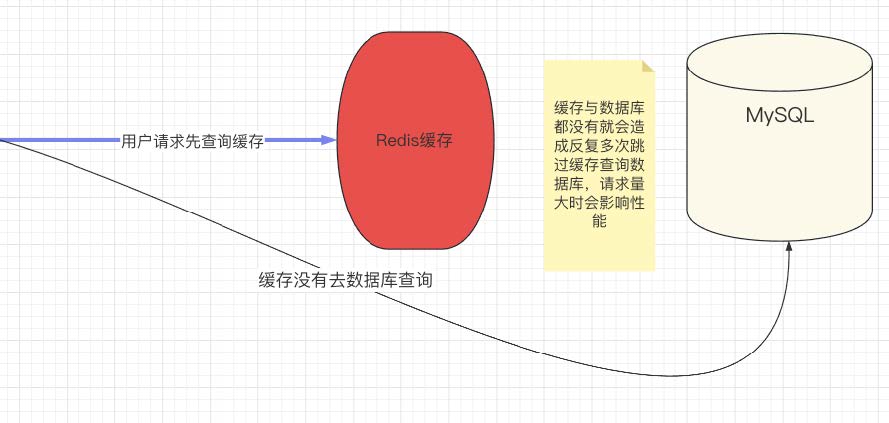 用户请求先查询缓存
Redis缓存
缓存与数据库
都没有就会造
成反复多次跳
过缓存查询数
据库，请求量
大时会影响性
能
MySQL
缓存没有去数据库查询